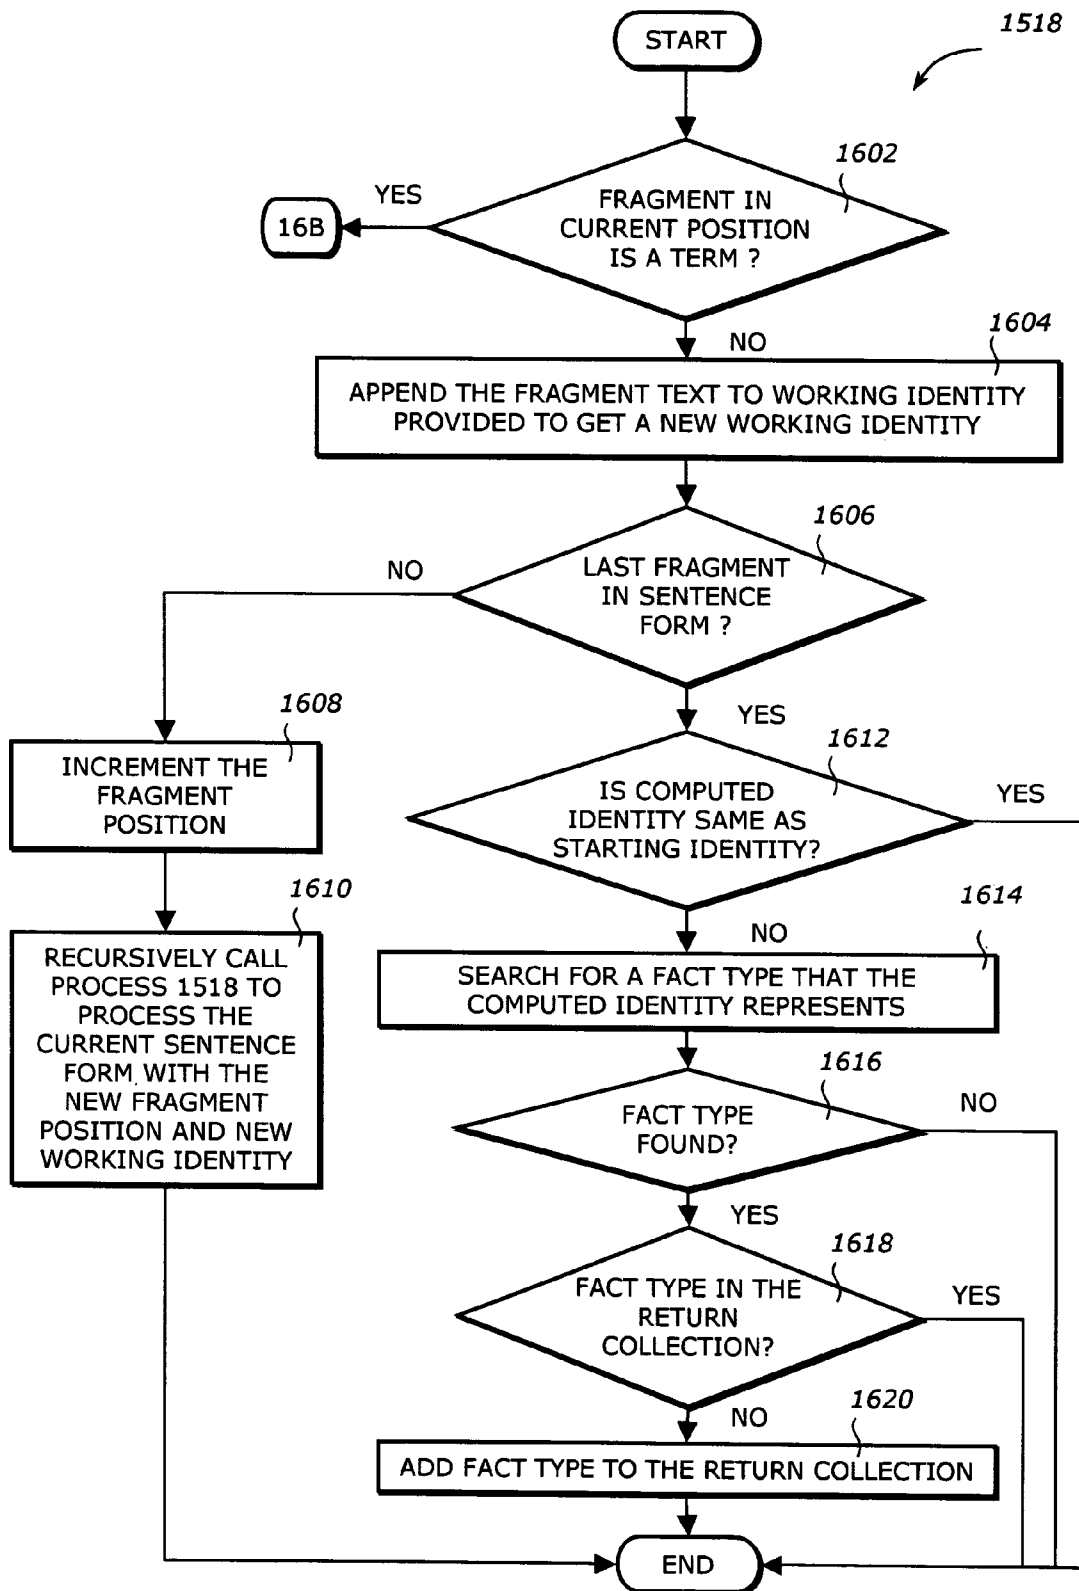 START
1518
1602
FRAGMENT IN
CURRENT POSITION
IS A TERM ?
YES
16B
NO
1604
APPEND THE FRAGMENT TEXT TO WORKING IDENTITY
PROVIDED TO GET A NEW WORKING IDENTITY
1606
LAST FRAGMENT
IN SENTENCE
FORM ?
NO
YES
1608
INCREMENT THE
FRAGMENT
POSITION
1610
RECURSIVELY CALL
PROCESS 1518 TO
PROCESS THE
CURRENT SENTENCE
FORM WITH THE
NEW FRAGMENT
POSITION AND NEW
WORKING IDENTITY
1612
IS COMPUTED
IDENTITY SAME AS
STARTING IDENTITY?
YES
NO
1614
SEARCH FOR A FACT TYPE THAT THE
COMPUTED IDENTITY REPRESENTS
1616
FACT TYPE
FOUND?
NO
YES
1618
FACT TYPE IN THE
RETURN
COLLECTION?
YES
NO
1620
ADD FACT TYPE TO THE RETURN COLLECTION
END